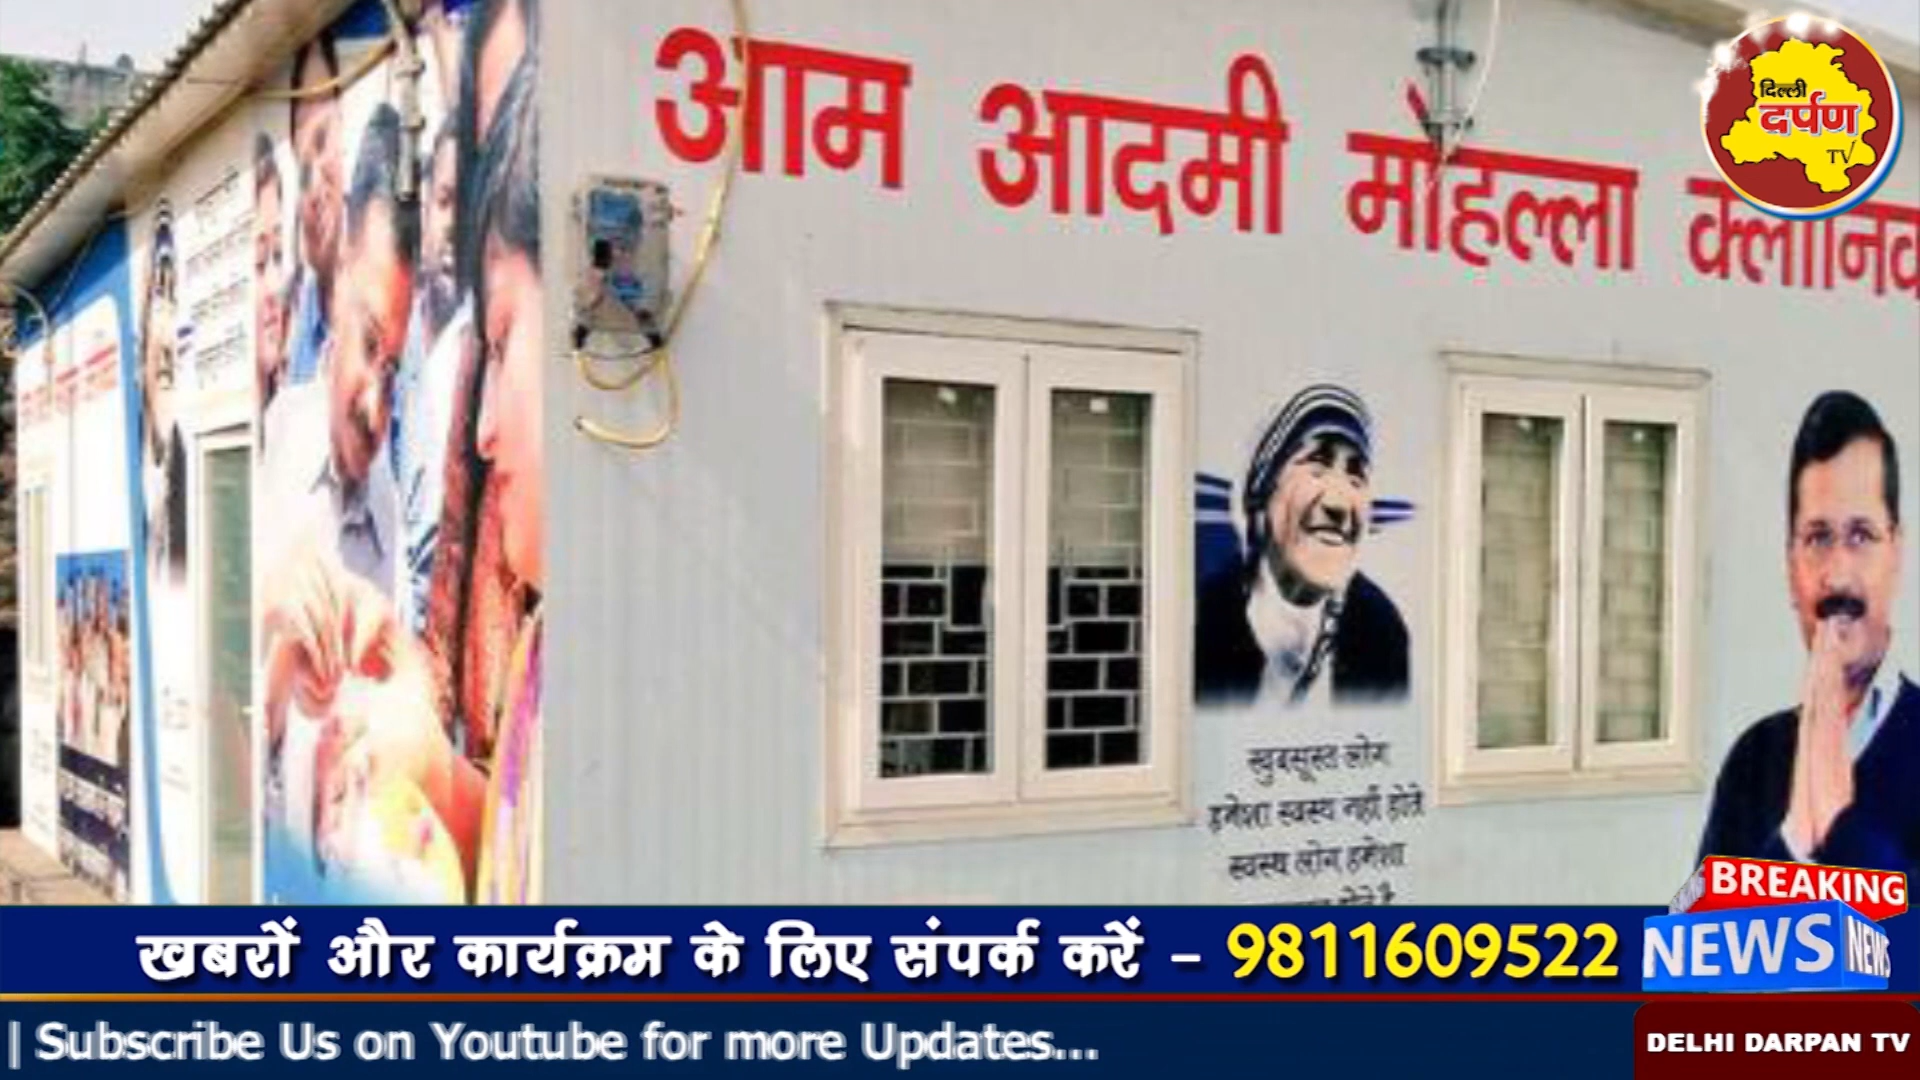 आम आदमी मोहल्ला क्लीनिक
दिल्ली
दर्पण
TV
खुबसूरत लोग
हमेशा स्वस्थ नहीं होते
स्वस्थ लोग हमेशा
होते है
खबरों और कार्यक्रम के लिए संपर्क करें – 9811609522
BREAKING
NEWS NEWS
| Subscribe Us on Youtube for more Updates...
DELHI DARPAN TV